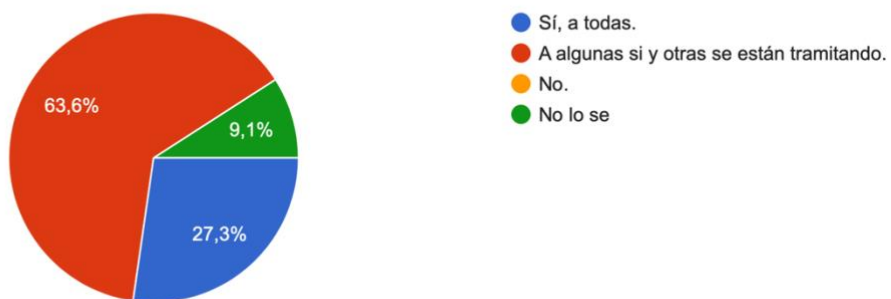 63,6%
9,1%
27,3%
Sí, a todas.
A algunas si y otras se están tramitando.
No.
No lo se